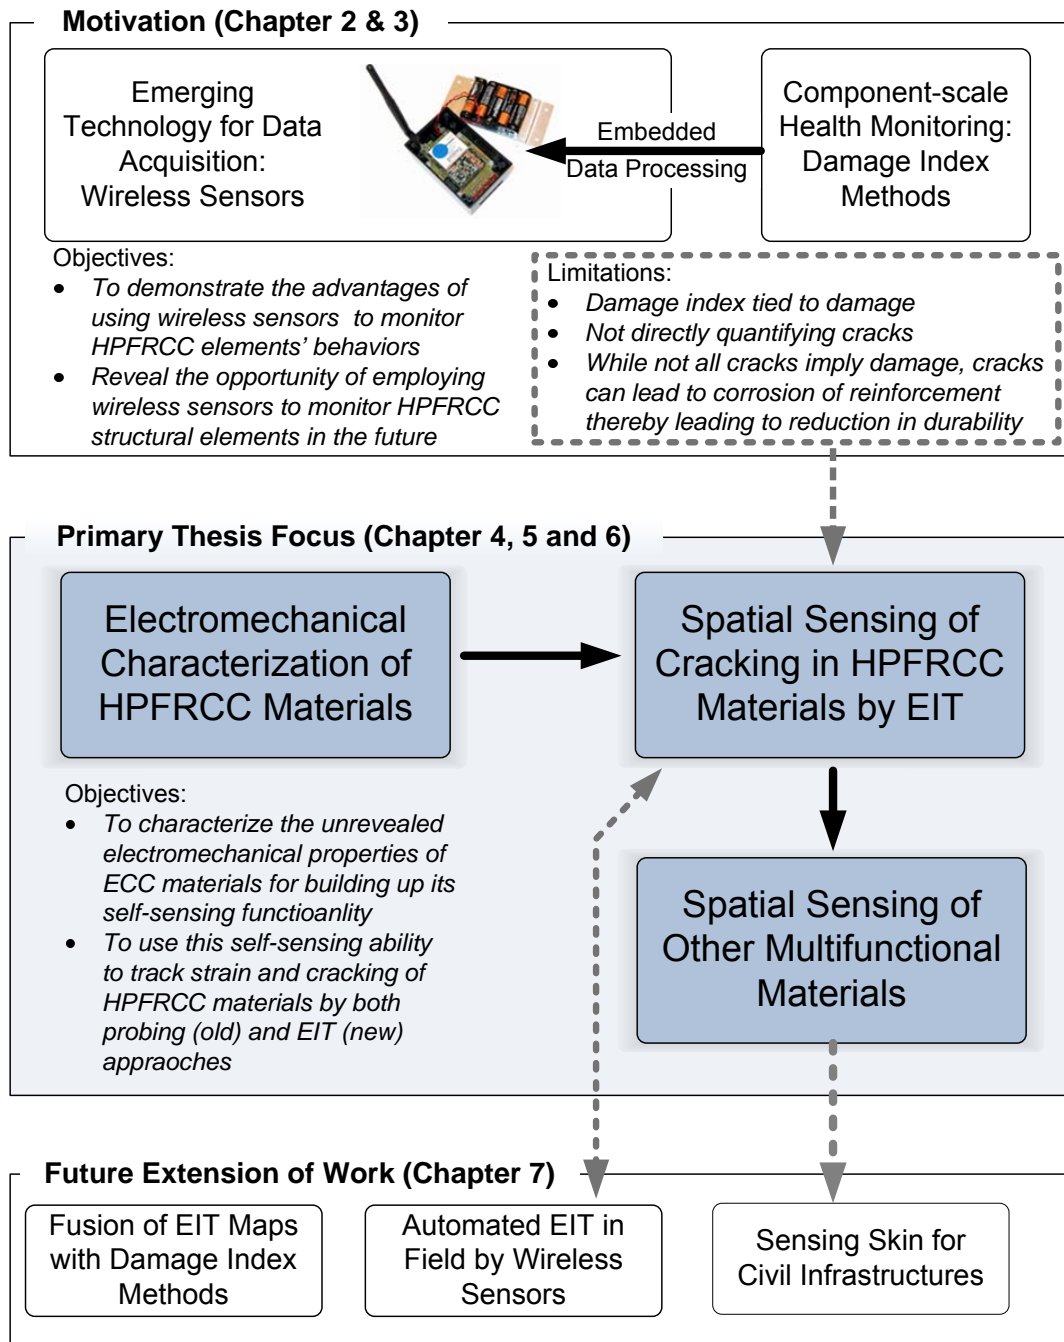 Motivation (Chapter 2 & 3)
Emerging
Technology for Data
Acquisition:
Wireless Sensors
Embedded
Data Processing
Component-scale
Health Monitoring:
Damage Index
Methods
Objectives:
• To demonstrate the advantages of
using wireless sensors to monitor
HPFRCC elements' behaviors
• Reveal the opportunity of employing
wireless sensors to monitor HPFRCC
structural elements in the future
Limitations:
• Damage index tied to damage
• Not directly quantifying cracks
• While not all cracks imply damage, cracks
can lead to corrosion of reinforcement
thereby leading to reduction in durability
Primary Thesis Focus (Chapter 4, 5 and 6)
Electromechanical
Characterization of
HPFRCC Materials
Spatial Sensing of
Cracking in HPFRCC
Materials by EIT
Objectives:
• To characterize the unrevealed
electromechanical properties of
ECC materials for building up its
self-sensing functioanlity
• To use this self-sensing ability
to track strain and cracking of
HPFRCC materials by both
probing (old) and EIT (new)
appraoches
Spatial Sensing of
Other Multifunctional
Materials
Future Extension of Work (Chapter 7)
Fusion of EIT Maps
with Damage Index
Methods
Automated EIT in
Field by Wireless
Sensors
Sensing Skin for
Civil Infrastructures